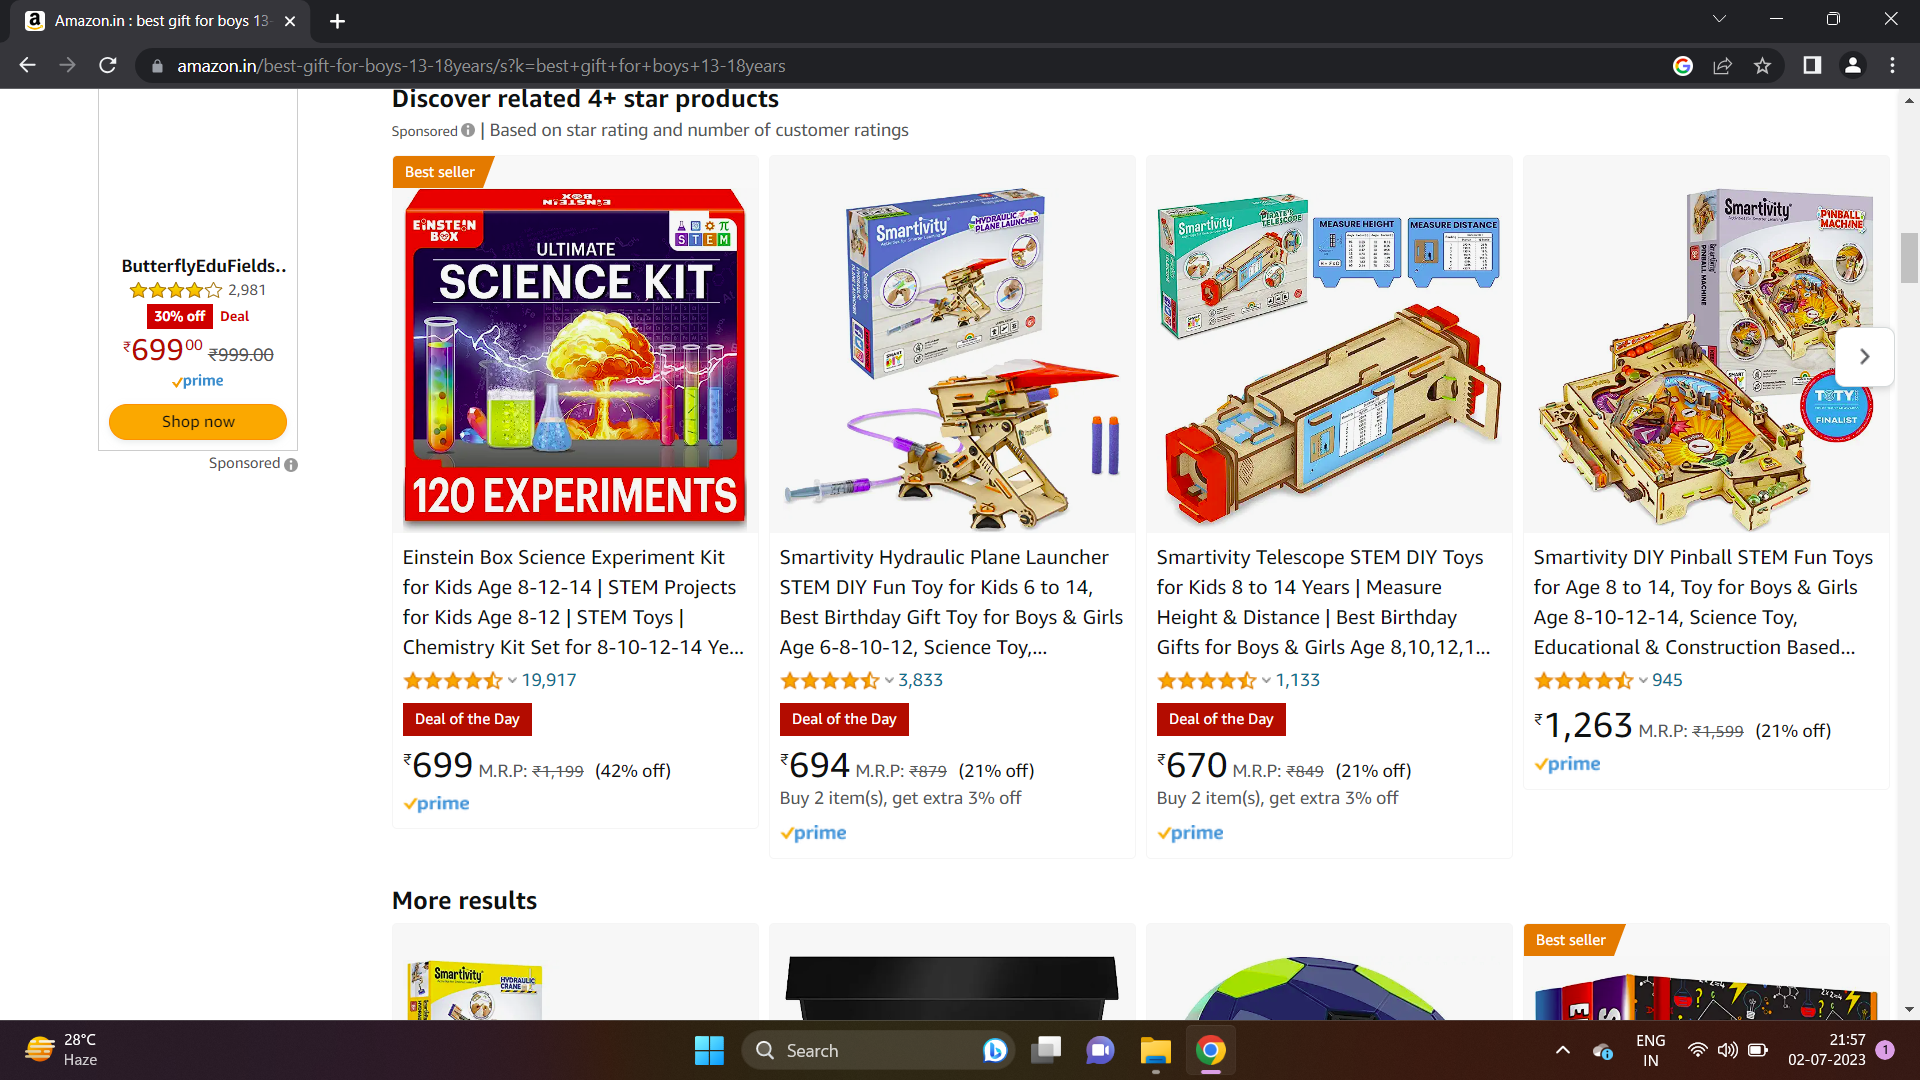 Amazon.in : best gift for boys 13-
amazon.in/best-gift-for-boys-13-18years/s?k=best+gift+for+boys+13-18years
ButterflyEduFields..
2,981
30% off Deal
₹69900 ₹999.00
prime
Shop now
Sponsored
Discover related 4+ star products
Sponsored | Based on star rating and number of customer ratings
Best seller
EINSTEIN BOX
EINSTEIN
BOX
STEM
ULTIMATE
SCIENCE KIT
120 EXPERIMENTS
Einstein Box Science Experiment Kit
for Kids Age 8-12-14 | STEM Projects
for Kids Age 8-12 | STEM Toys |
Chemistry Kit Set for 8-10-12-14 Ye...
19,917
Deal of the Day
₹699 M.R.P: ₹1,199 (42% off)
prime
Smartivity
HYDRAULIC
PLANE LAUNCHER
Smartivity Hydraulic Plane Launcher
STEM DIY Fun Toy for Kids 6 to 14,
Best Birthday Gift Toy for Boys & Girls
Age 6-8-10-12, Science Toy,...
3,833
Deal of the Day
₹694 M.R.P: ₹879 (21% off)
Buy 2 item(s), get extra 3% off
prime
Smartivity
MEASURE HEIGHT
MEASURE DISTANCE
Smartivity Telescope STEM DIY Toys
for Kids 8 to 14 Years | Measure
Height & Distance | Best Birthday
Gifts for Boys & Girls Age 8,10,12,1...
1,133
Deal of the Day
₹670 M.R.P: ₹849 (21% off)
Buy 2 item(s), get extra 3% off
prime
Smartivity
PINBALL
MACHINE
PINBALL MACHINE
TOTY
FINALIST
Smartivity DIY Pinball STEM Fun Toys
for Age 8 to 14, Toy for Boys & Girls
Age 8-10-12-14, Science Toy,
Educational & Construction Based...
945
₹1,263 M.R.P: ₹1,599 (21% off)
prime
More results
Smartivity
HYDRAULIC
CRANE
Best seller
28°C
Haze
Search
ENG
IN
21:57
02-07-2023
1